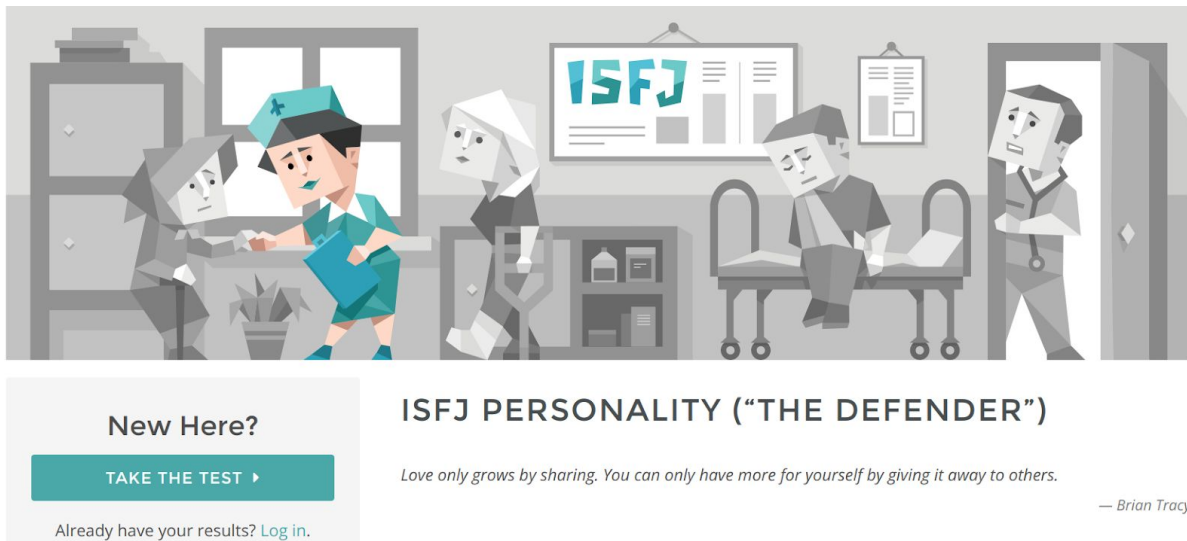 ISFJ
New Here?
TAKE THE TEST
Already have your results? Log in.
ISFJ PERSONALITY (“THE DEFENDER”)
Love only grows by sharing. You can only have more for yourself by giving it away to others.
— Brian Tracy